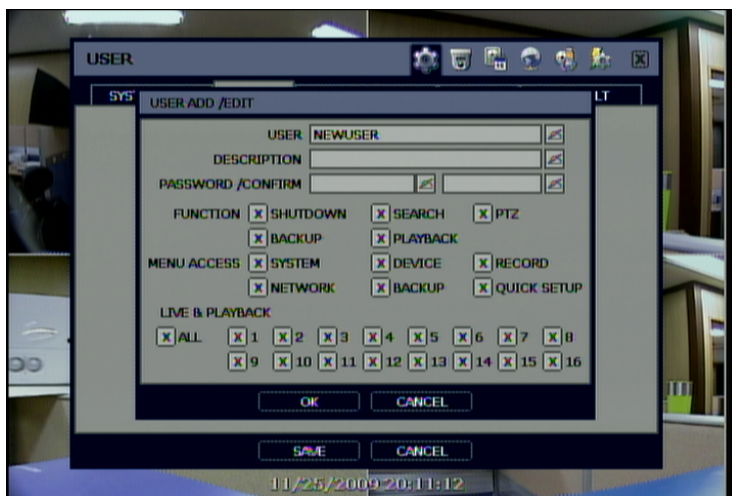 USER
SYS
LT
USER ADD /EDIT
USER NEWUSER
DESCRIPTION
PASSWORD /CONFIRM
FUNCTION X SHUTDOWN X SEARCH X PTZ
X BACKUP X PLAYBACK
MENU ACCESS X SYSTEM X DEVICE X RECORD
X NETWORK X BACKUP X QUICK SETUP
LIVE & PLAYBACK
X ALL X 1 X 2 X 3 X 4 X 5 X 6 X 7 X 8
X 9 X 10 X 11 X 12 X 13 X 14 X 15 X 16
OK CANCEL
SAVE CANCEL
11/25/2009 20:11:12